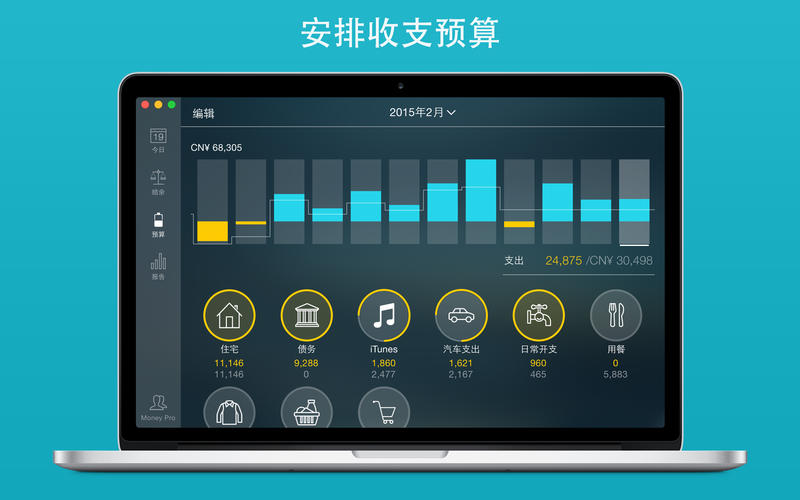 安排收支预算
编辑
2015年2月
19
今日
结余
预算
报告
Money Pro
CN¥ 68,305
支出 24,875 /CN¥ 30,498
住宅 债务 iTunes 汽车支出 日常开支 用餐
11,146 9,288 1,860 1,621 960 0
11,146 0 2,477 2,167 465 5,883